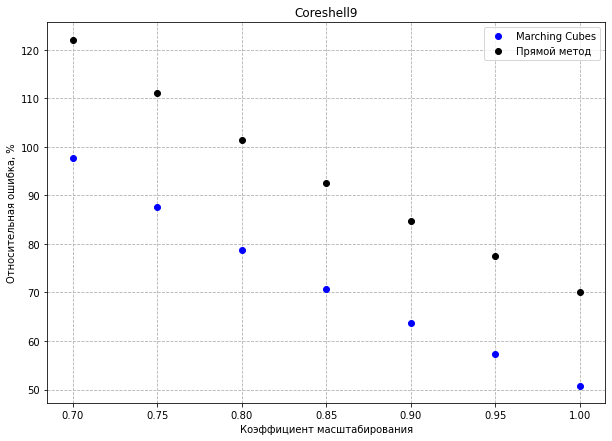 Coreshell9
Marching Cubes
Прямой метод
Относительная ошибка, %
120
110
100
90
80
70
60
50
0.70 0.75 0.80 0.85 0.90 0.95 1.00
Коэффициент масштабирования